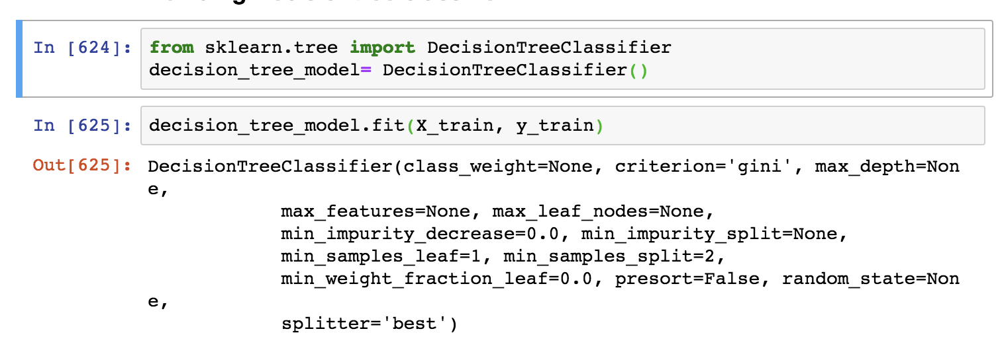 In [624]: from sklearn.tree import DecisionTreeClassifier
decision_tree_model= DecisionTreeClassifier()
In [625]: decision_tree_model.fit(X_train, y_train)
Out[625]: DecisionTreeClassifier(class_weight=None, criterion='gini', max_depth=Non
e,
max_features=None, max_leaf_nodes=None,
min_impurity_decrease=0.0, min_impurity_split=None,
min_samples_leaf=1, min_samples_split=2,
min_weight_fraction_leaf=0.0, presort=False, random_state=Non
e,
splitter='best')